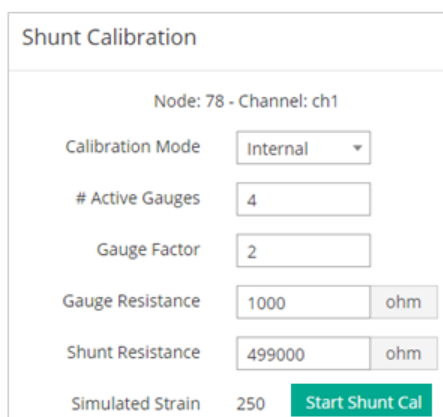 Shunt Calibration
Node: 78 - Channel: ch1
Calibration Mode Internal
# Active Gauges 4
Gauge Factor 2
Gauge Resistance 1000 ohm
Shunt Resistance 499000 ohm
Simulated Strain 250 Start Shunt Cal